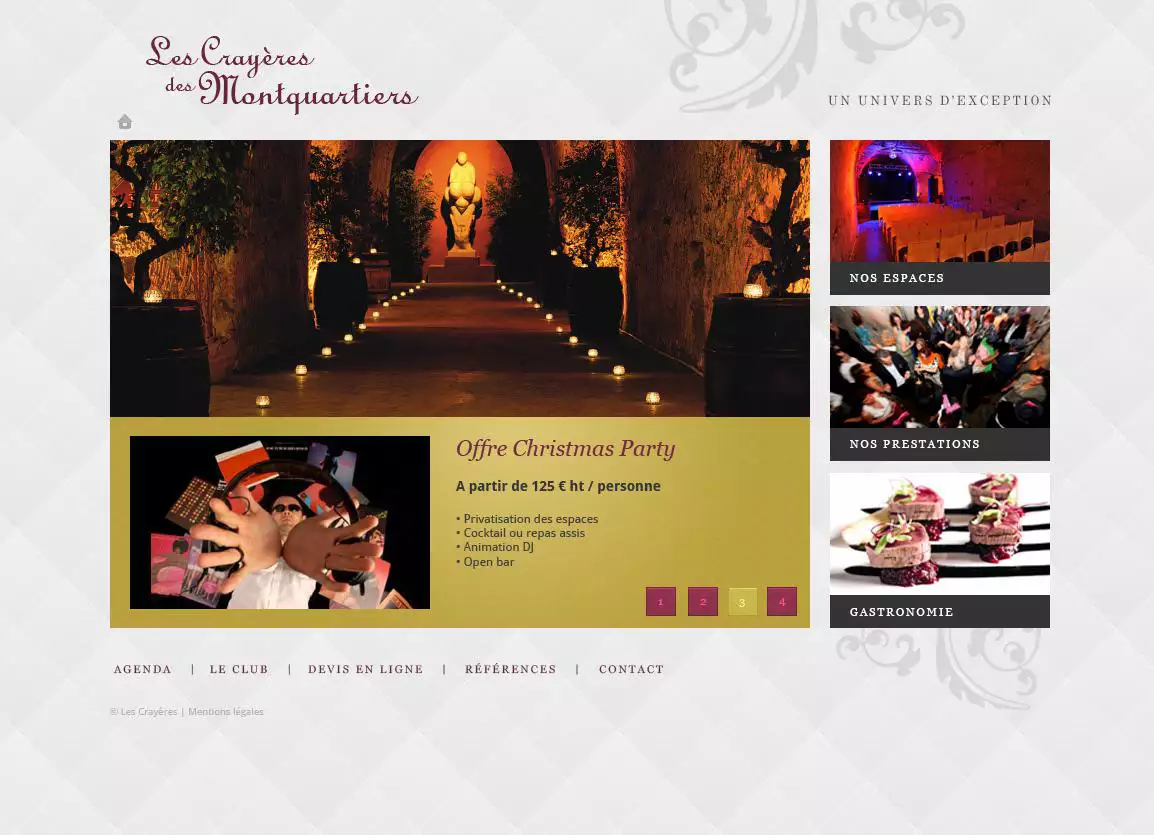 Les Crayères
des Montquartiers
UN UNIVERS D'EXCEPTION
NOS ESPACES
NOS PRESTATIONS
GASTRONOMIE
Offre Christmas Party
A partir de 125 € ht / personne
• Privatisation des espaces
• Cocktail ou repas assis
• Animation DJ
• Open bar
1 2 3 4
AGENDA | LE CLUB | DEVIS EN LIGNE | RÉFÉRENCES | CONTACT
© Les Crayères | Mentions légales